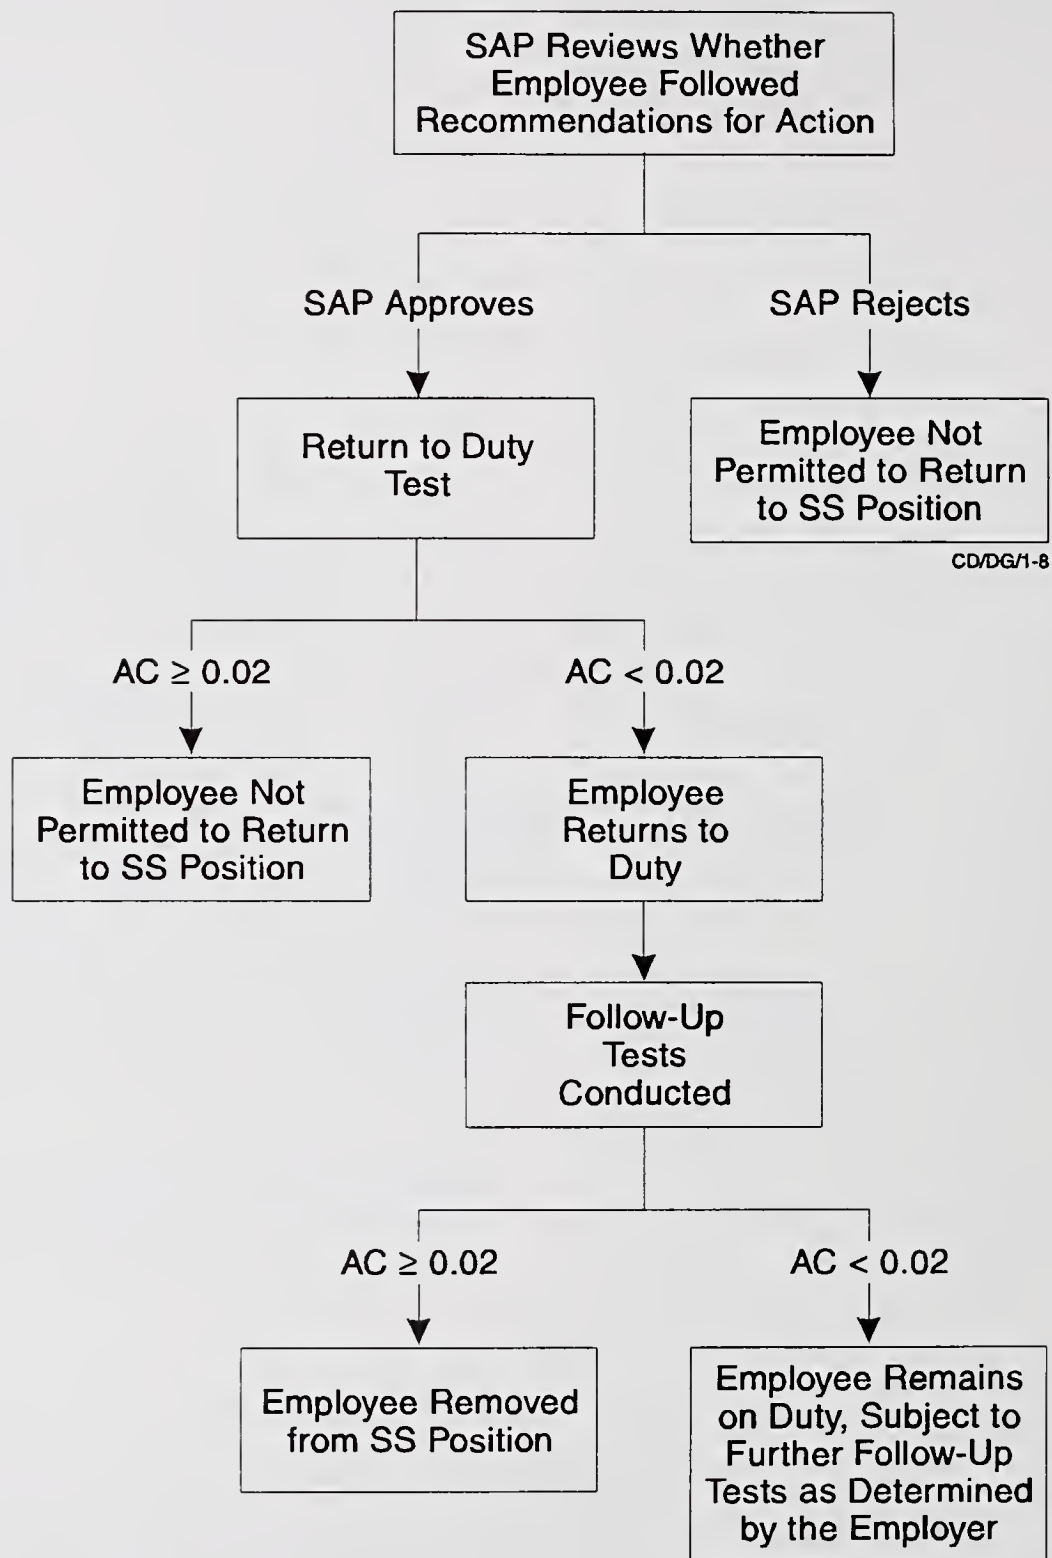 SAP Reviews Whether
Employee Followed
Recommendations for Action
SAP Approves
SAP Rejects
Return to Duty
Test
Employee Not
Permitted to Return
to SS Position
CD/DG/1-8
AC ≥ 0.02
AC < 0.02
Employee Not
Permitted to Return
to SS Position
Employee
Returns to
Duty
Follow-Up
Tests
Conducted
AC ≥ 0.02
AC < 0.02
Employee Removed
from SS Position
Employee Remains
on Duty, Subject to
Further Follow-Up
Tests as Determined
by the Employer